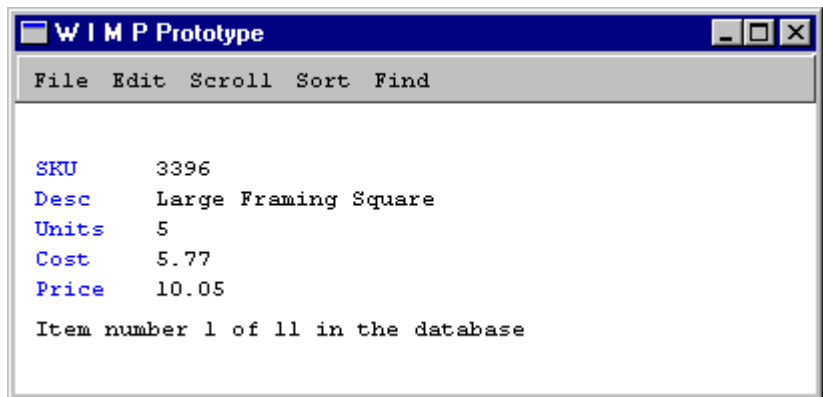 W I M P Prototype
File Edit Scroll Sort Find
SKU 3396
Desc Large Framing Square
Units 5
Cost 5.77
Price 10.05
Item number 1 of 11 in the database